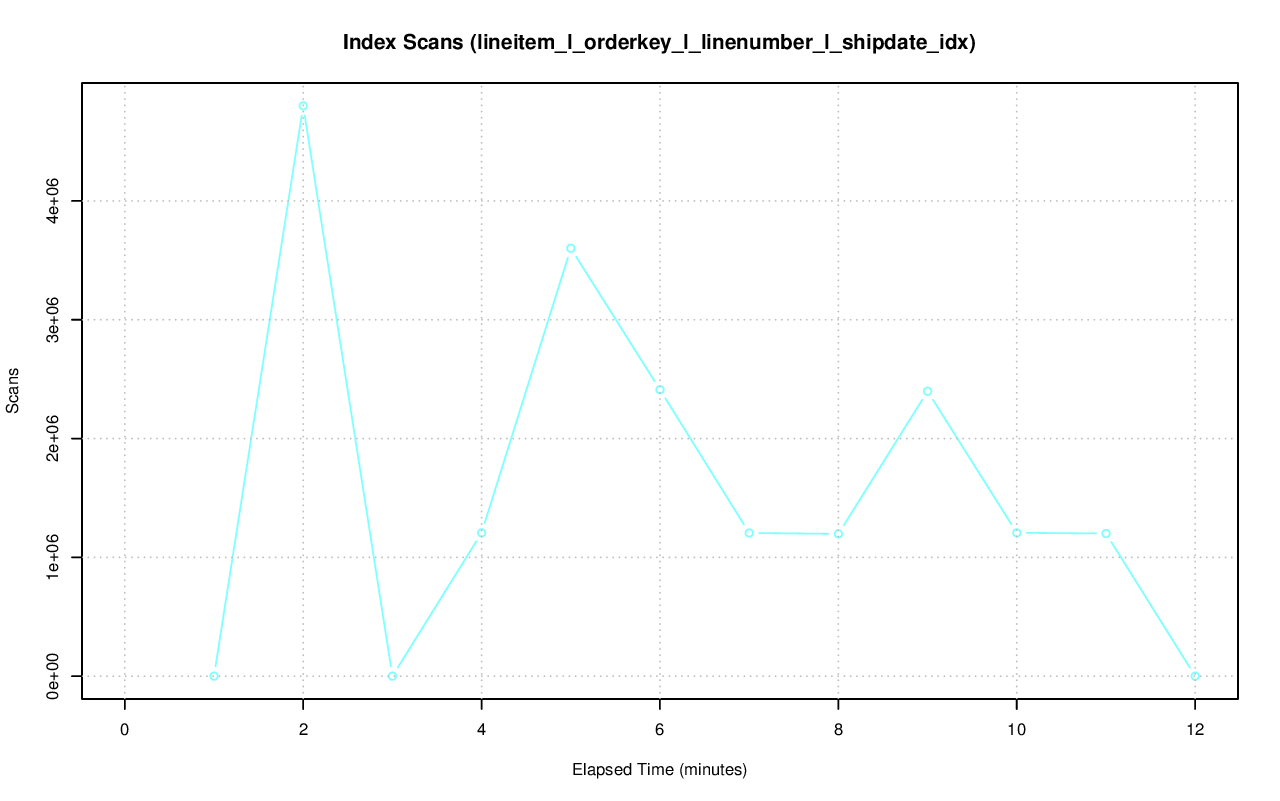 Index Scans (lineitem_l_orderkey_l_linenumber_l_shipdate_idx)
4e+06
3e+06
2e+06
1e+06
0e+00
Scans
0 2 4 6 8 10 12
Elapsed Time (minutes)